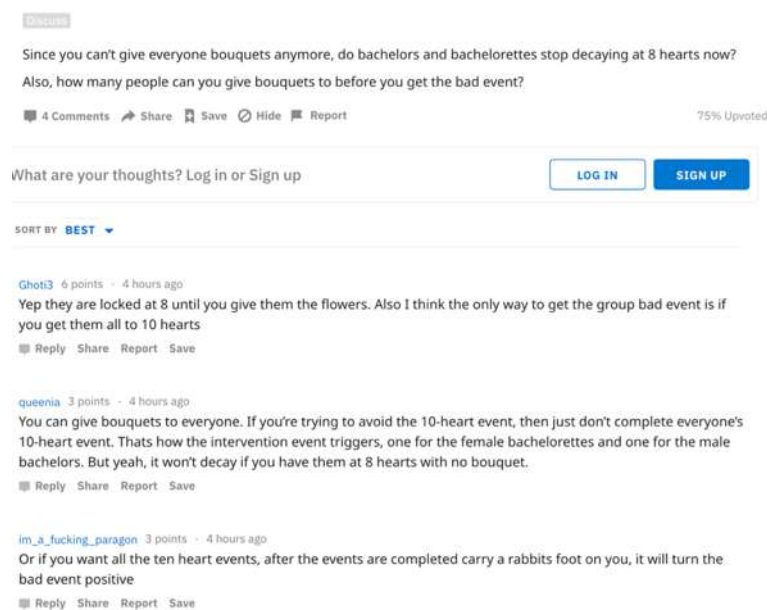 Discuss
Since you can't give everyone bouquets anymore, do bachelors and bachelorettes stop decaying at 8 hearts now?
Also, how many people can you give bouquets to before you get the bad event?
4 Comments Share Save Hide Report 75% Upvoted
What are your thoughts? Log in or Sign up LOG IN SIGN UP
SORT BY BEST
Ghoti3 6 points · 4 hours ago
Yep they are locked at 8 until you give them the flowers. Also I think the only way to get the group bad event is if
you get them all to 10 hearts
Reply Share Report Save
queenia 3 points · 4 hours ago
You can give bouquets to everyone. If you're trying to avoid the 10-heart event, then just don't complete everyone's
10-heart event. Thats how the intervention event triggers, one for the female bachelorettes and one for the male
bachelors. But yeah, it won't decay if you have them at 8 hearts with no bouquet.
Reply Share Report Save
im_a_fucking_paragon 3 points · 4 hours ago
Or if you want all the ten heart events, after the events are completed carry a rabbits foot on you, it will turn the
bad event positive
Reply Share Report Save